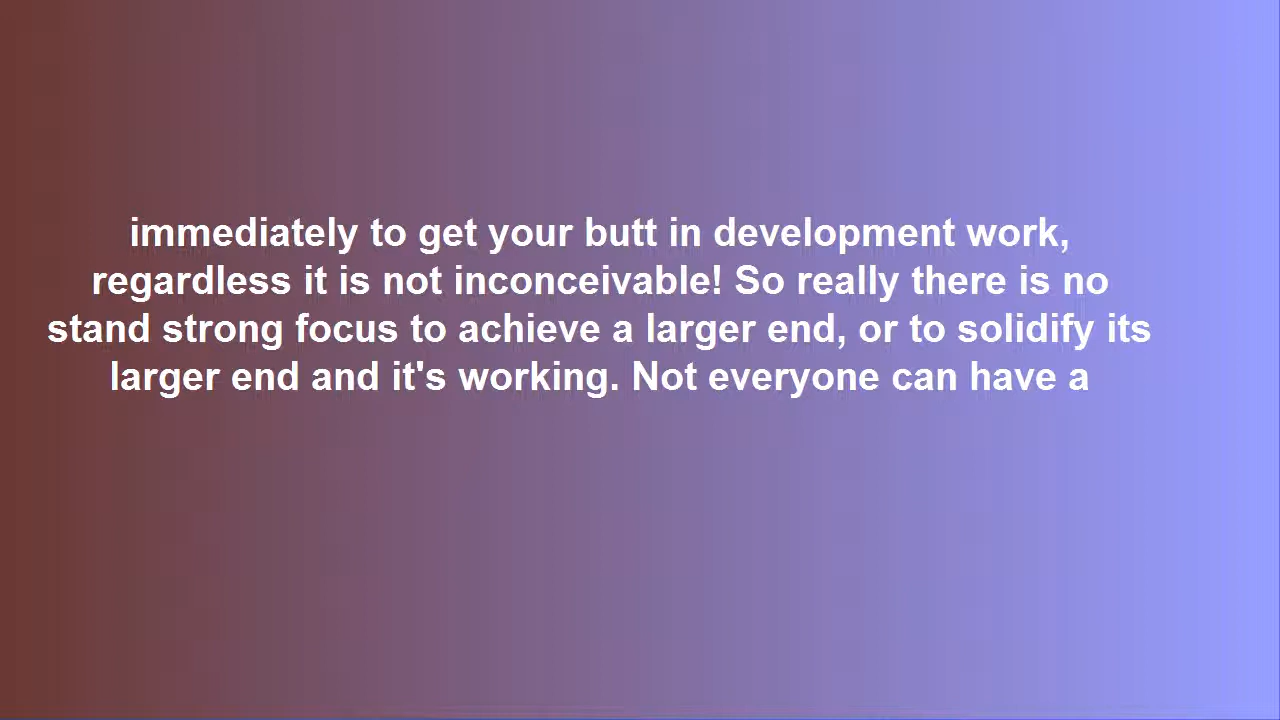 immediately to get your butt in development work,
regardless it is not inconceivable! So really there is no
stand strong focus to achieve a larger end, or to solidify its
larger end and it's working. Not everyone can have a